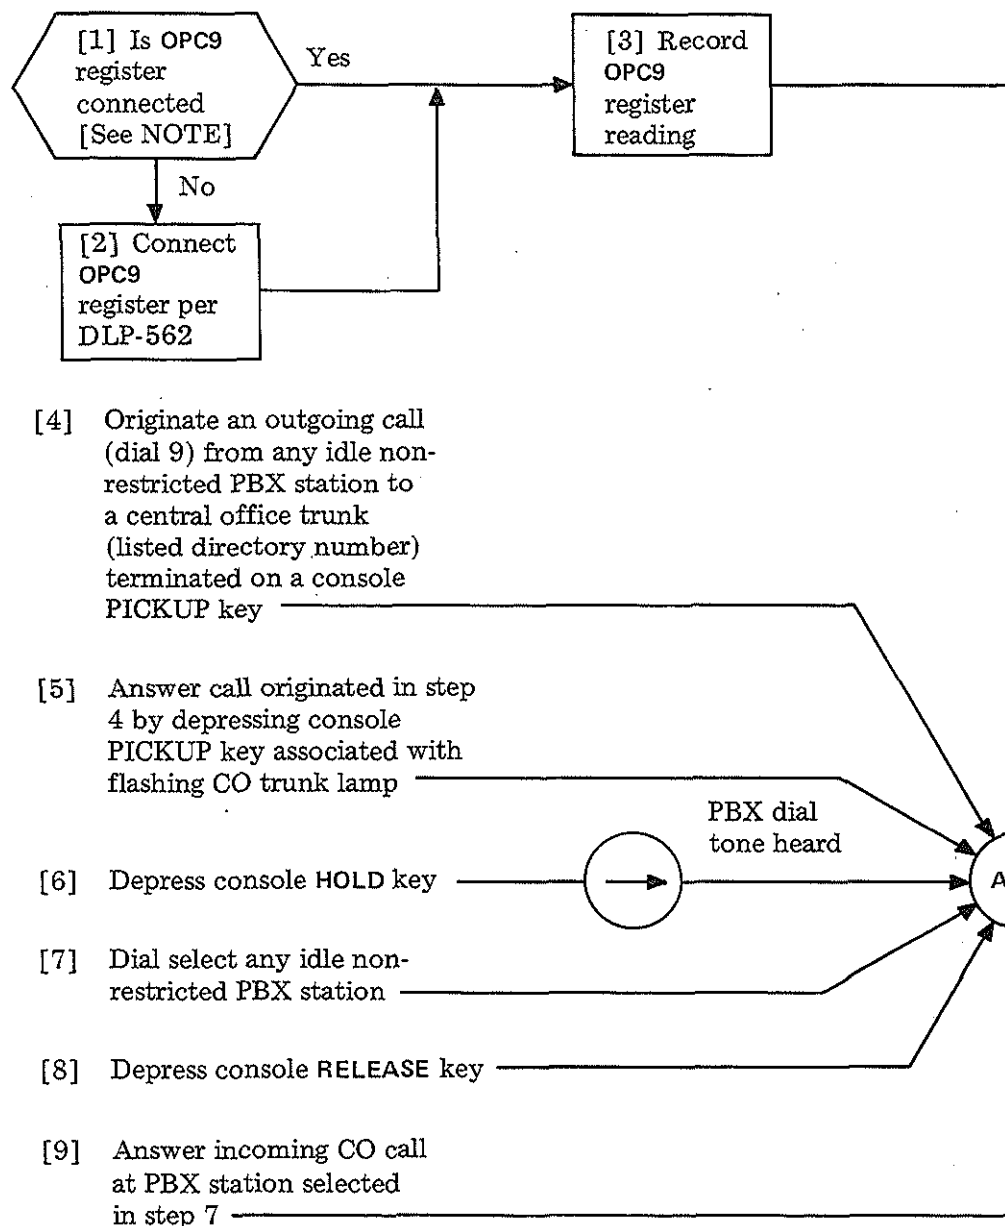 [1] Is OPC9
register
connected
[See NOTE]
Yes
[3] Record
OPC9
register
reading
No
[2] Connect
OPC9
register per
DLP-562
[4] Originate an outgoing call
(dial 9) from any idle non-
restricted PBX station to
a central office trunk
(listed directory number)
terminated on a console
PICKUP key
[5] Answer call originated in step
4 by depressing console
PICKUP key associated with
flashing CO trunk lamp
PBX dial
tone heard
[6] Depress console HOLD key
A
[7] Dial select any idle non-
restricted PBX station
[8] Depress console RELEASE key
[9] Answer incoming CO call
at PBX station selected
in step 7